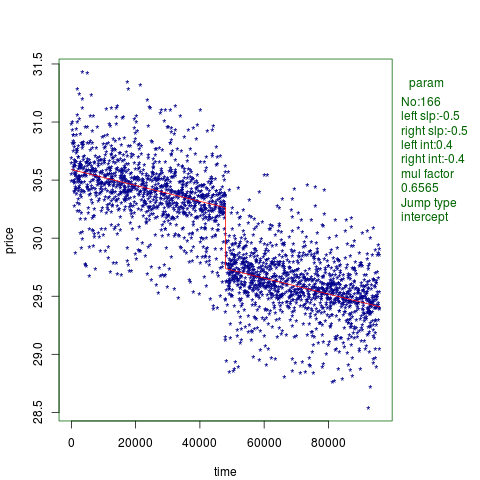 param
No:166
left slp:-0.5
right slp:-0.5
left int:0.4
right int:-0.4
mul factor
0.6565
Jump type
intercept
price
31.5
31.0
30.5
30.0
29.5
29.0
28.5
0 20000 40000 60000 80000
time